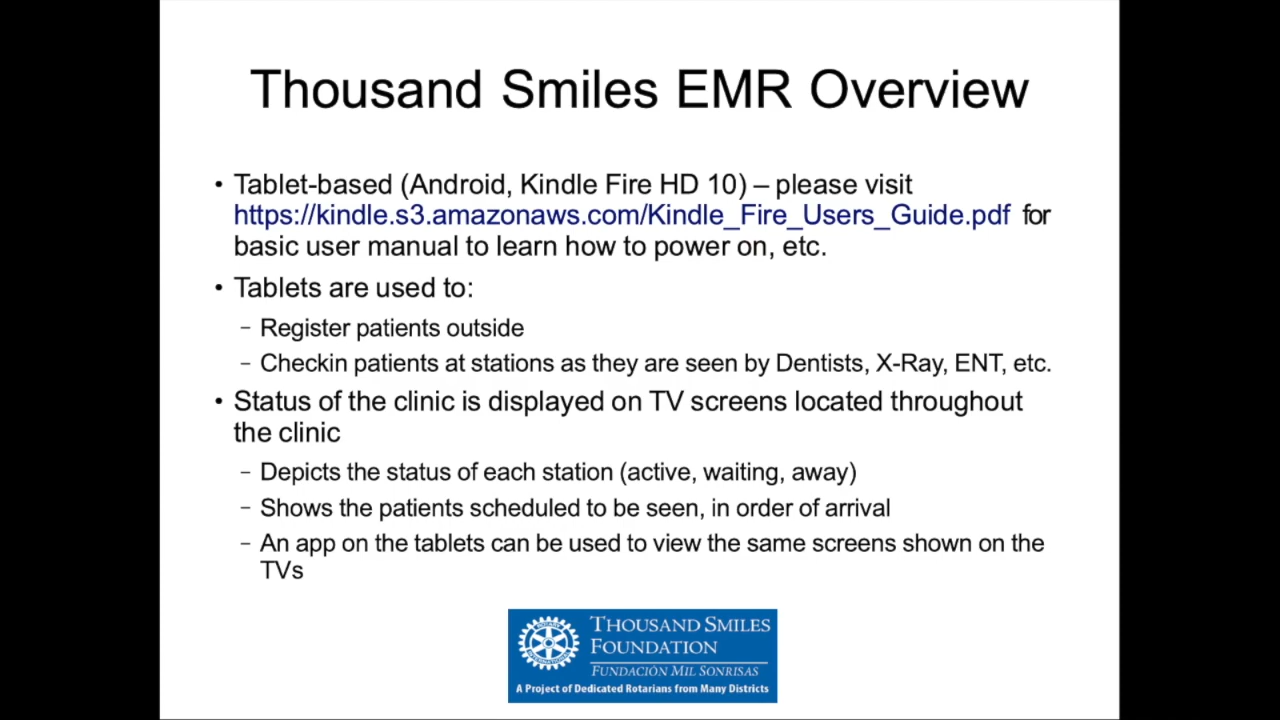 Thousand Smiles EMR Overview
• Tablet-based (Android, Kindle Fire HD 10) – please visit
https://kindle.s3.amazonaws.com/Kindle_Fire_Users_Guide.pdf for
basic user manual to learn how to power on, etc.
• Tablets are used to:
– Register patients outside
– Checkin patients at stations as they are seen by Dentists, X-Ray, ENT, etc.
• Status of the clinic is displayed on TV screens located throughout
the clinic
– Depicts the status of each station (active, waiting, away)
– Shows the patients scheduled to be seen, in order of arrival
– An app on the tablets can be used to view the same screens shown on the
TVs
ROTARY
INTERNATIONAL
THOUSAND SMILES
FOUNDATION
FUNDACIÓN MIL SONRISAS
A Project of Dedicated Rotarians from Many Districts